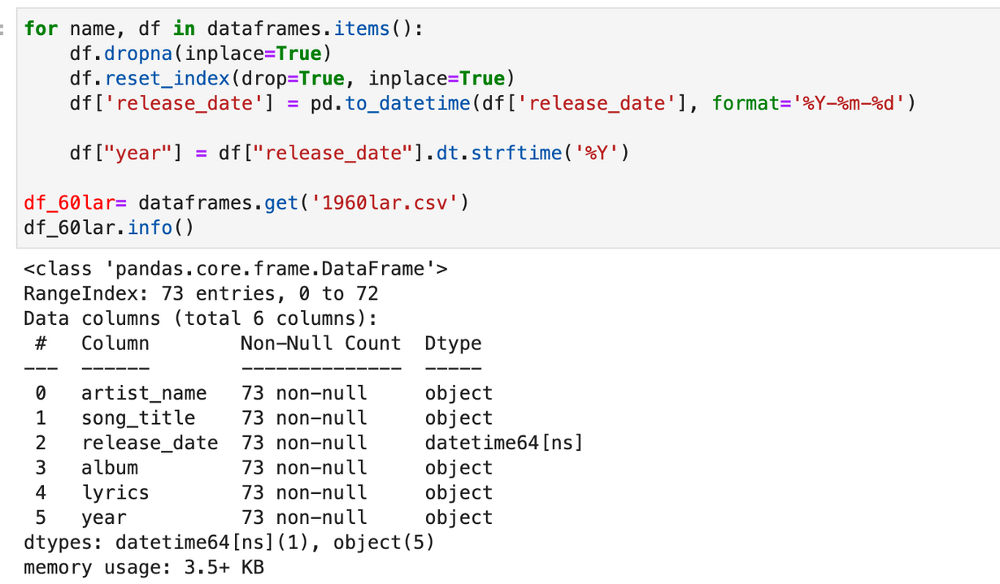 for name, df in dataframes.items():
    df.dropna(inplace=True)
    df.reset_index(drop=True, inplace=True)
    df['release_date'] = pd.to_datetime(df['release_date'], format='%Y-%m-%d')
    df["year"] = df["release_date"].dt.strftime('%Y')
df_60lar= dataframes.get('1960lar.csv')
df_60lar.info()
<class 'pandas.core.frame.DataFrame'>
RangeIndex: 73 entries, 0 to 72
Data columns (total 6 columns):
 #   Column        Non-Null Count  Dtype
---  ------        --------------  -----
 0   artist_name   73 non-null     object
 1   song_title    73 non-null     object
 2   release_date  73 non-null     datetime64[ns]
 3   album         73 non-null     object
 4   lyrics        73 non-null     object
 5   year          73 non-null     object
dtypes: datetime64[ns](1), object(5)
memory usage: 3.5+ KB